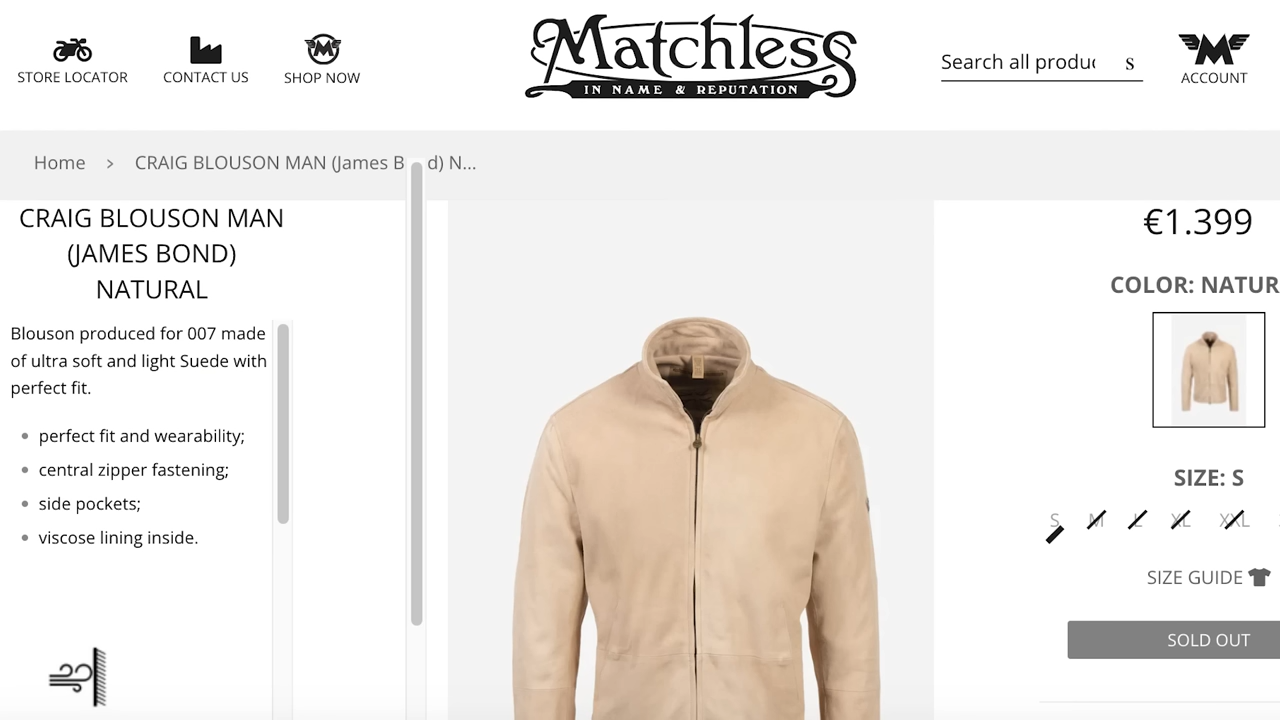 STORE LOCATOR
CONTACT US
SHOP NOW
Matchless
IN NAME & REPUTATION
Search all produc
S
M
ACCOUNT
Home > CRAIG BLOUSON MAN (James B d) N...
CRAIG BLOUSON MAN
(JAMES BOND)
NATURAL
Blouson produced for 007 made
of ultra soft and light Suede with
perfect fit.
perfect fit and wearability;
central zipper fastening;
side pockets;
viscose lining inside.
€1.399
COLOR: NATUR
SIZE: S
S M L XL XXL
SIZE GUIDE
SOLD OUT